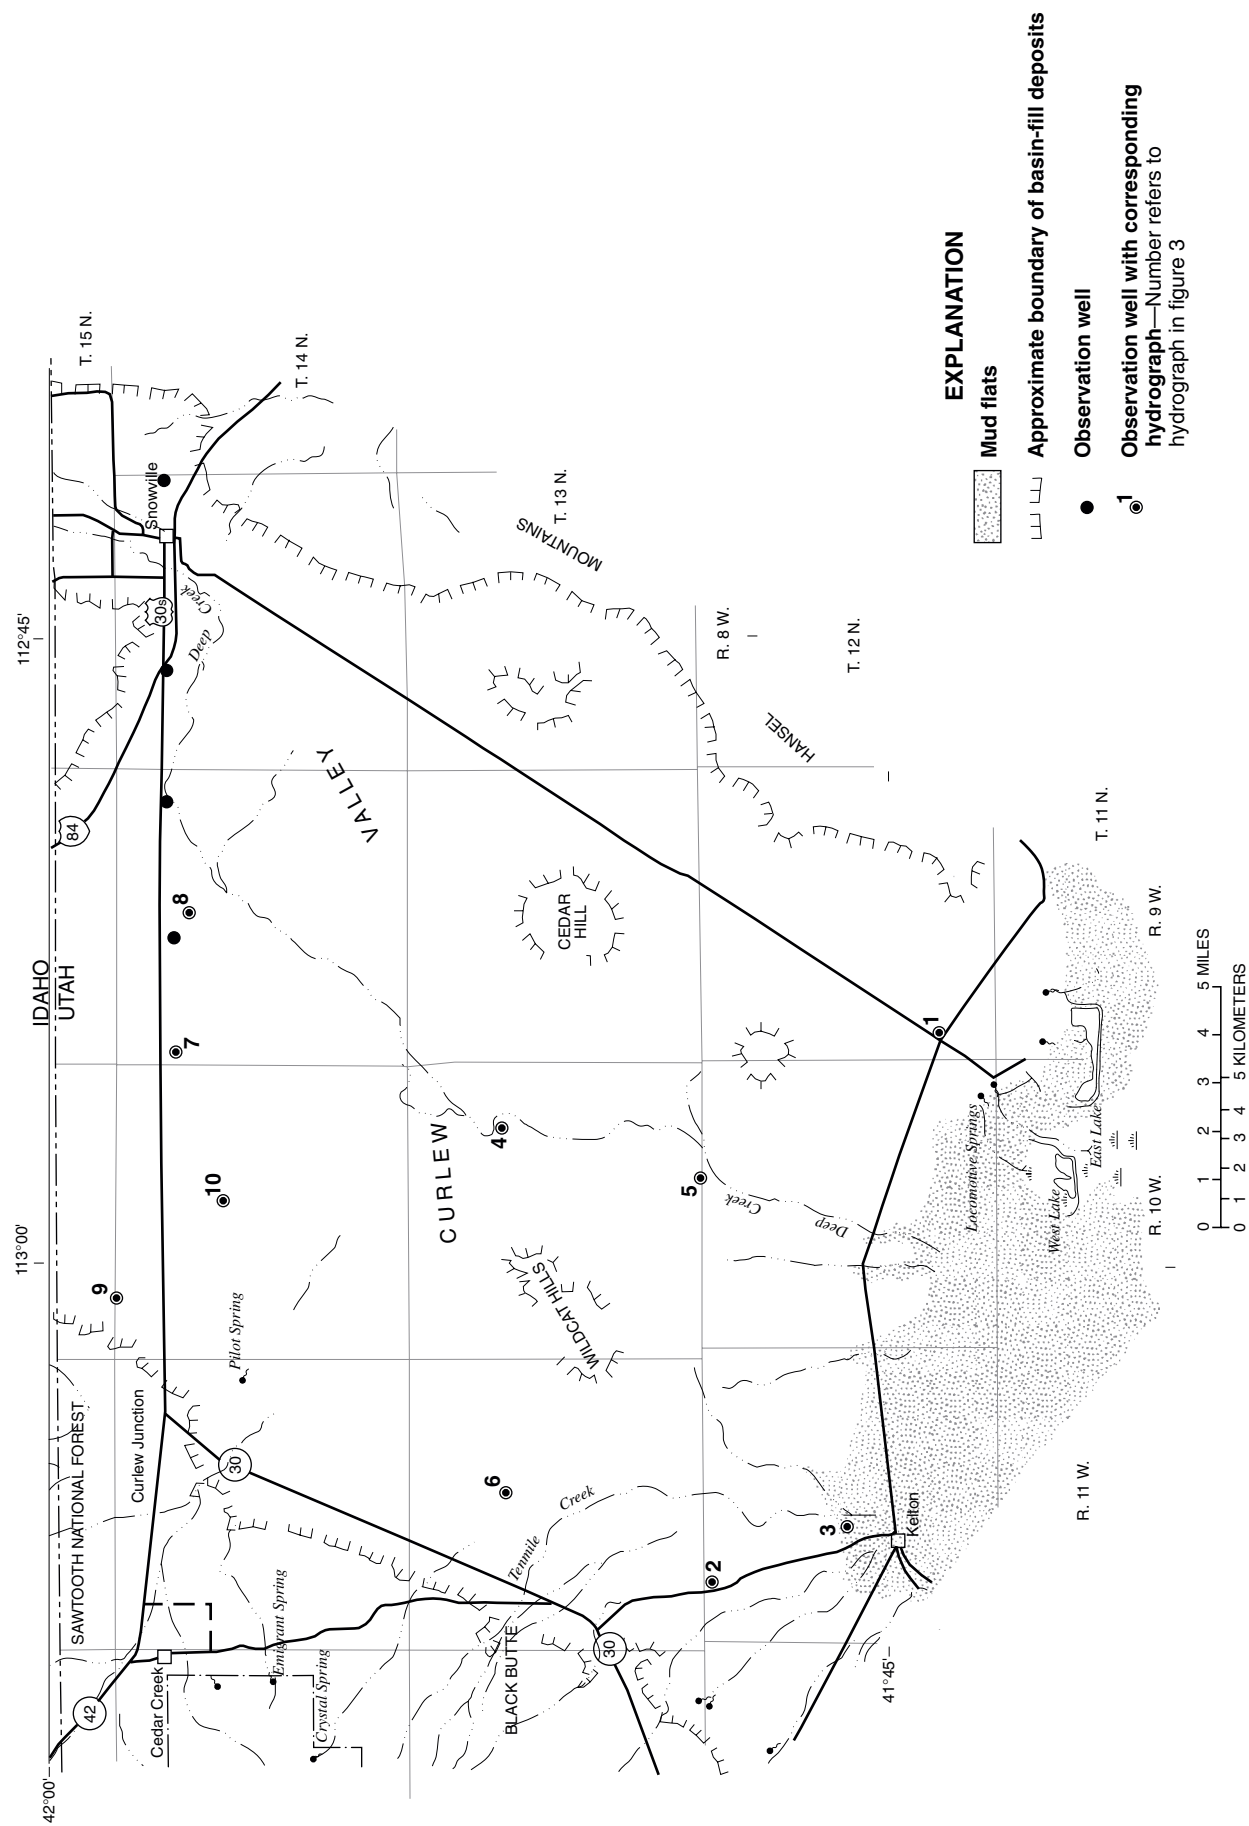 42°00'
113°00'
112°45'
41°45'
IDAHO
UTAH
SAWTOOTH NATIONAL FOREST
42
Cedar Creek
Curlew Junction
30
84
30s
Snowville
T. 15 N.
T. 14 N.
T. 13 N.
T. 12 N.
T. 11 N.
Emigrant Spring
Crystal Spring
Pilot Spring
9
10
7
8
Deep
Creek
CURLEW
VALLEY
4
5
6
Tenmile
Creek
BLACK BUTTE
30
WILDCAT HILLS
CEDAR
HILL
HANSEL
MOUNTAINS
2
3
Kelton
1
Deep
Creek
Locomotive Springs
West Lake
East Lake
R. 11 W.
R. 10 W.
R. 9 W.
R. 8 W.
0 1 2 3 4 5 MILES
0 1 2 3 4 5 KILOMETERS
EXPLANATION
Mud flats
Approximate boundary of basin-fill deposits
Observation well
1
Observation well with corresponding
hydrograph—Number refers to
hydrograph in figure 3